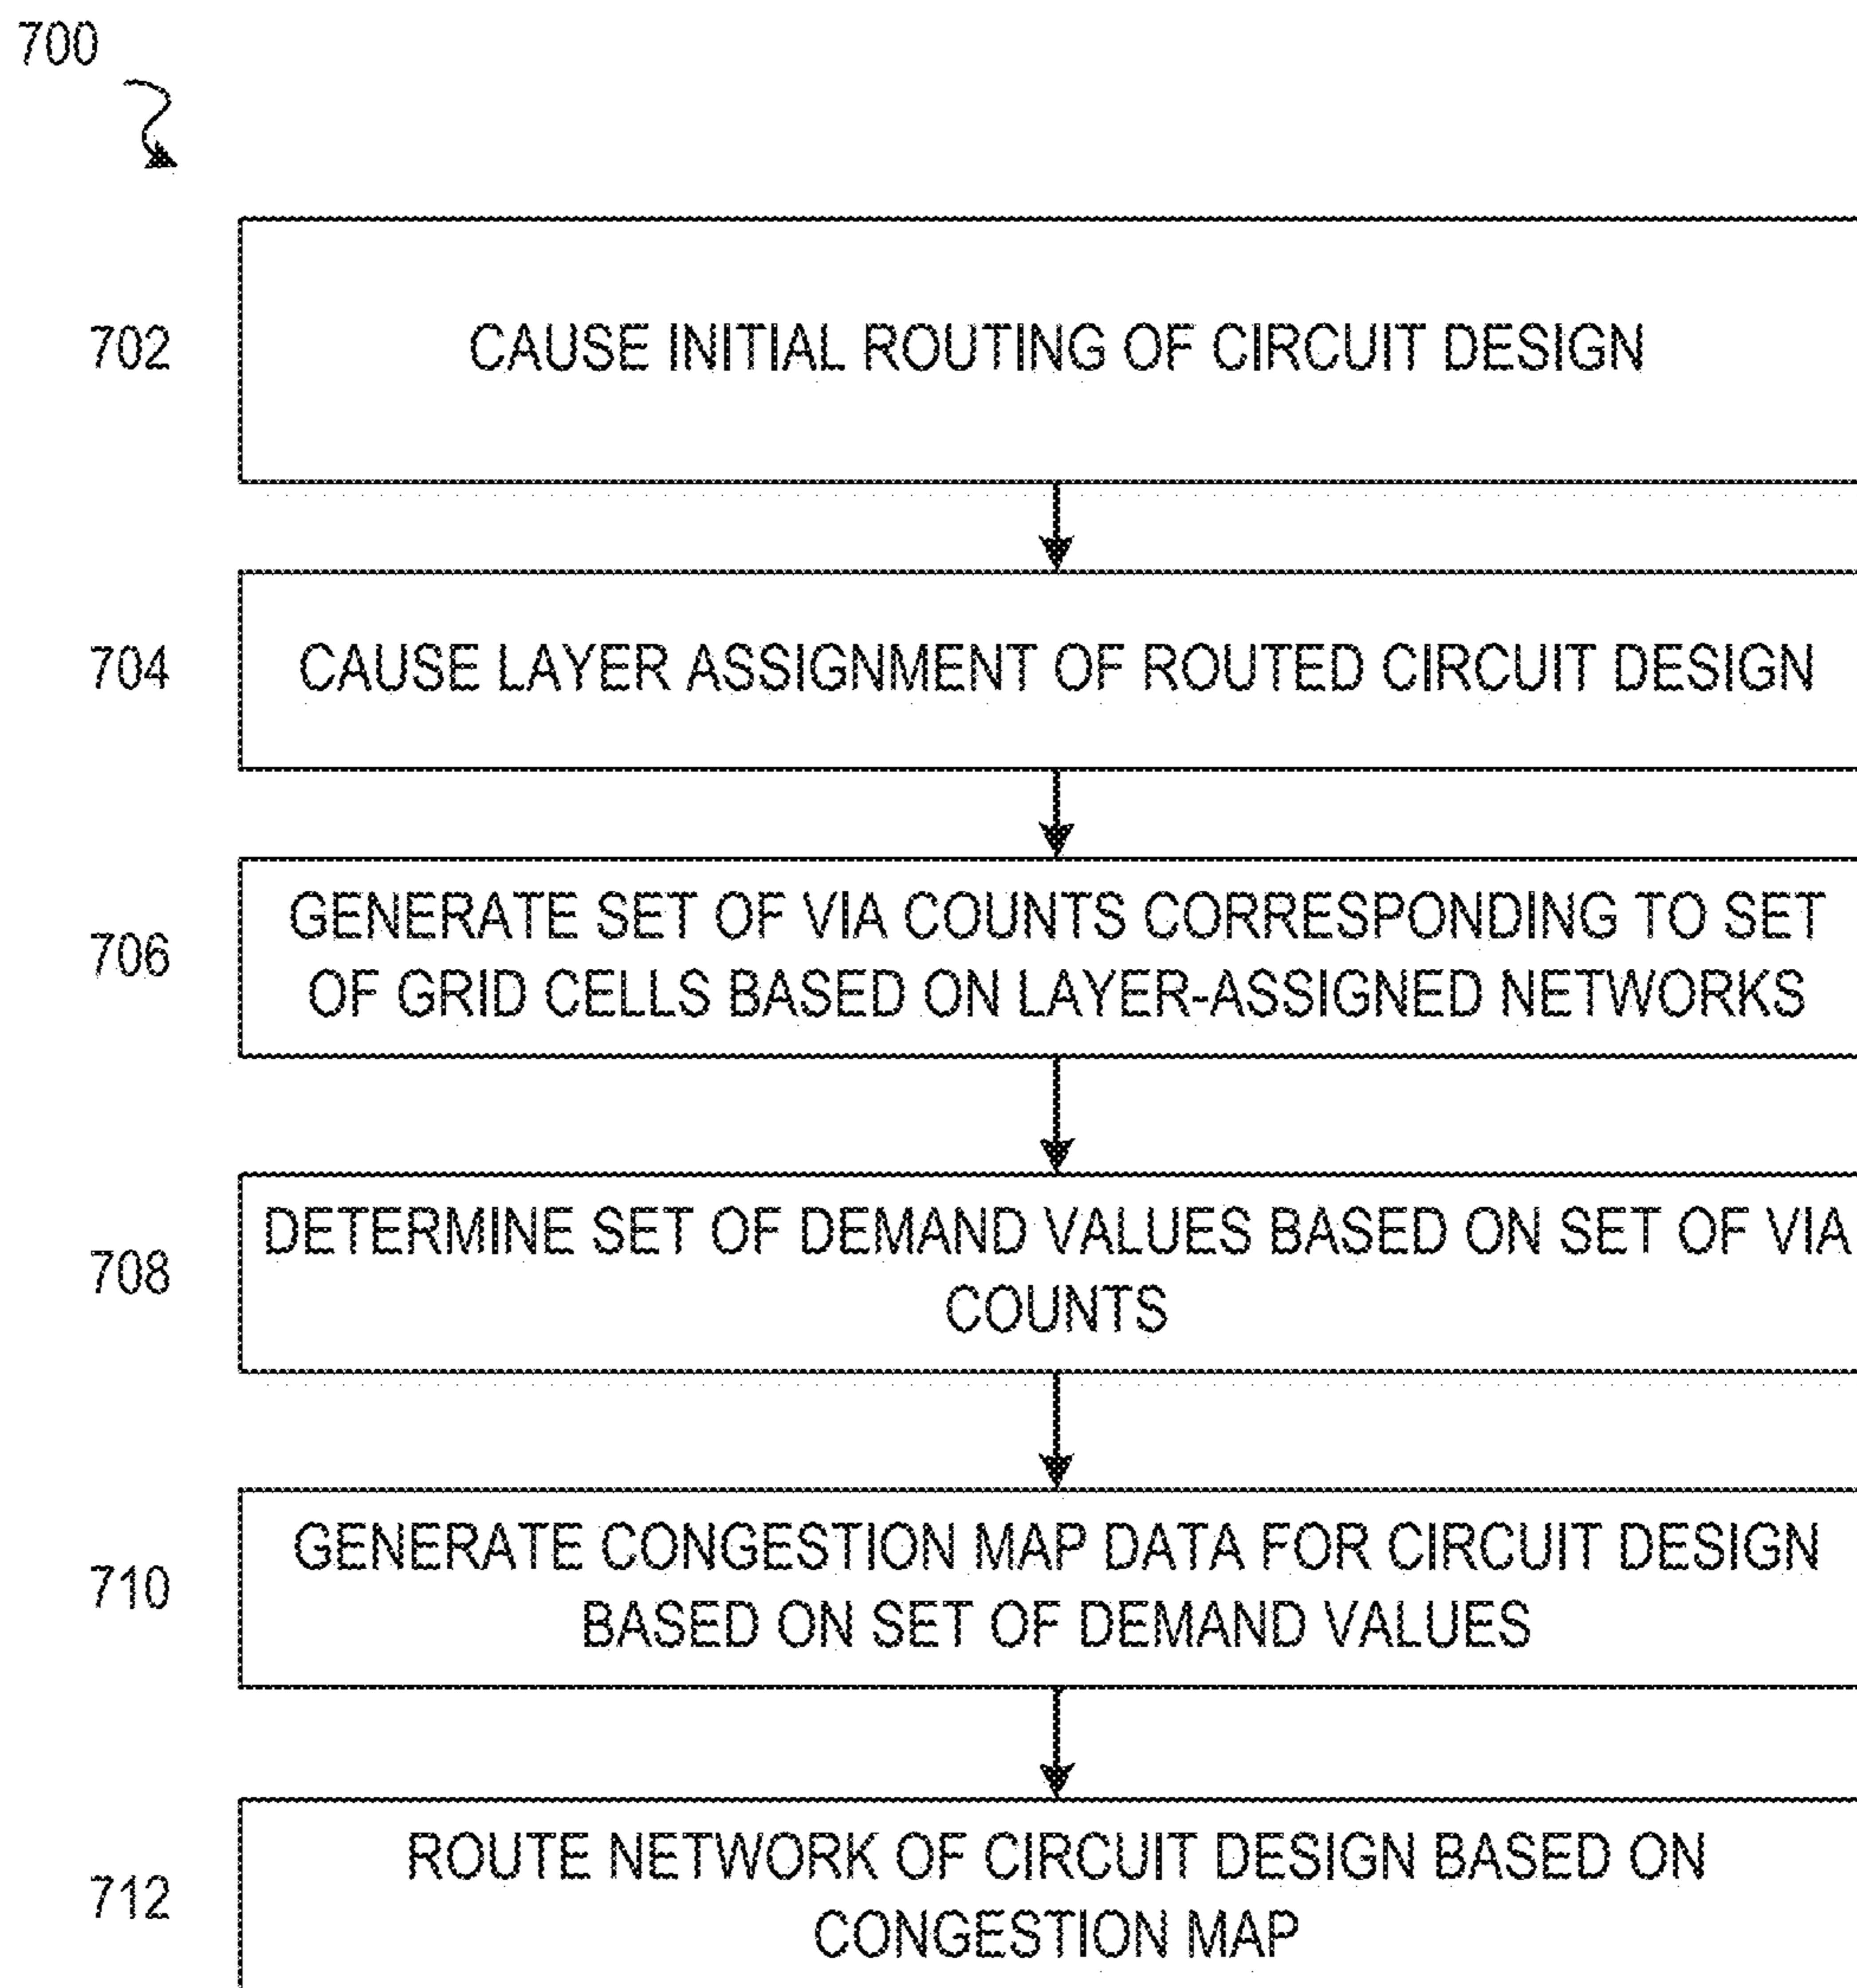 700
702
CAUSE INITIAL ROUTING OF CIRCUIT DESIGN
704
CAUSE LAYER ASSIGNMENT OF ROUTED CIRCUIT DESIGN
706
GENERATE SET OF VIA COUNTS CORRESPONDING TO SET
OF GRID CELLS BASED ON LAYER-ASSIGNED NETWORKS
708
DETERMINE SET OF DEMAND VALUES BASED ON SET OF VIA
COUNTS
710
GENERATE CONGESTION MAP DATA FOR CIRCUIT DESIGN
BASED ON SET OF DEMAND VALUES
712
ROUTE NETWORK OF CIRCUIT DESIGN BASED ON
CONGESTION MAP